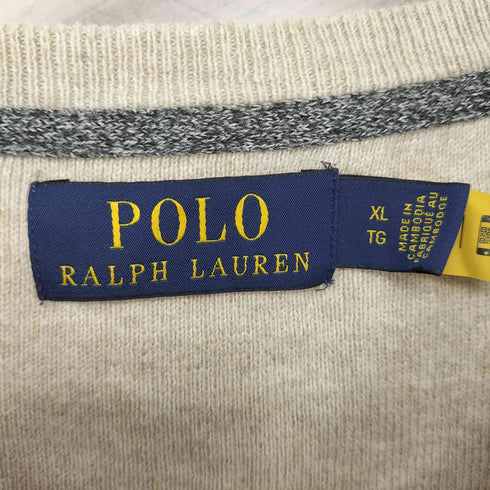 POLO
RALPH LAUREN
XL
TG
MADE IN
CAMBODIA
FABRIQUÉ AU
CAMBODGE